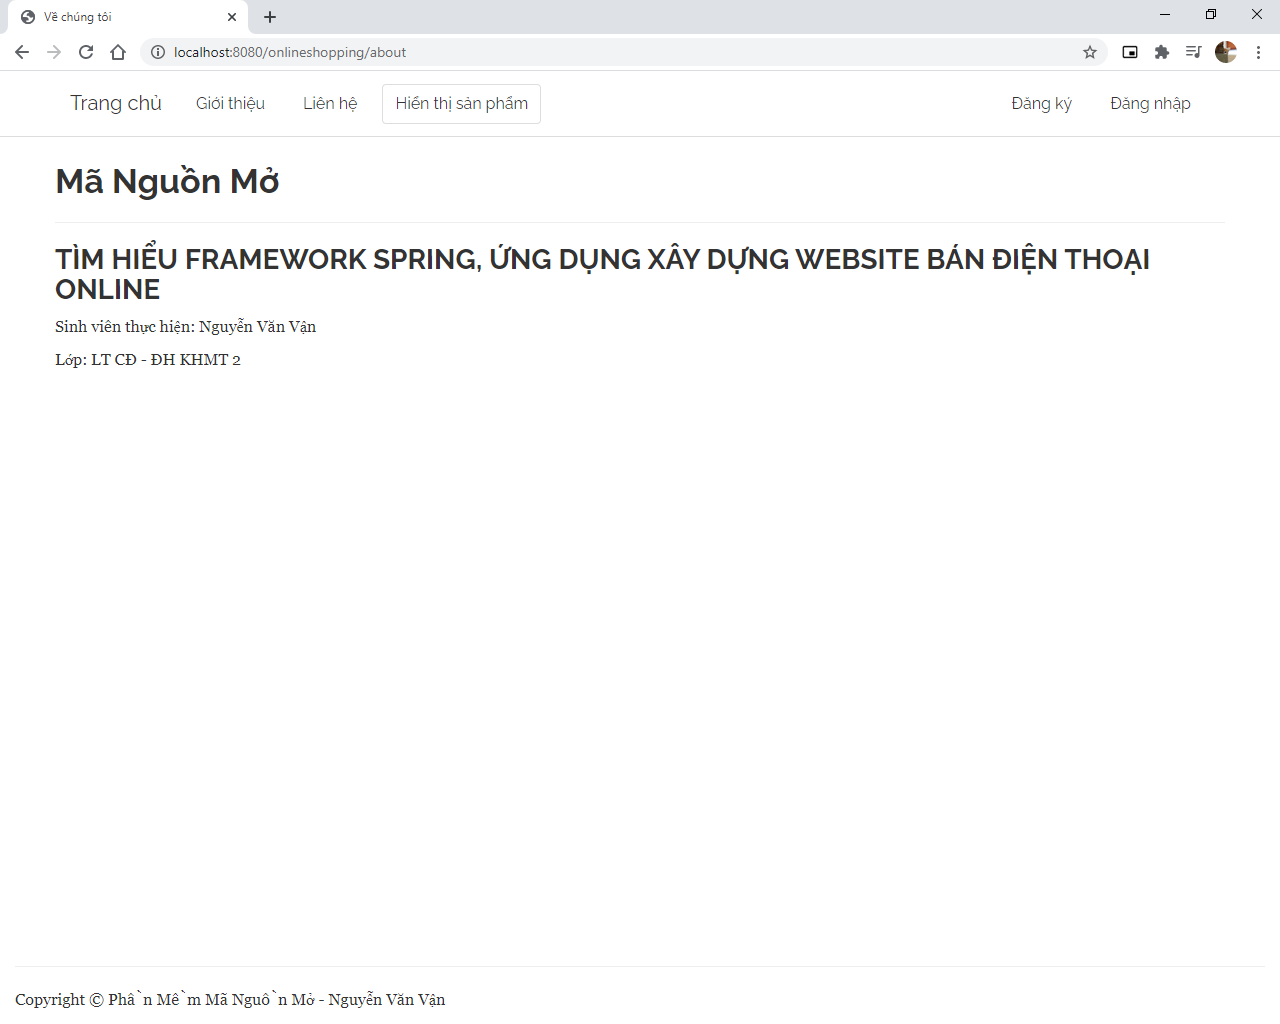 Về chúng tôi
localhost:8080/onlineshopping/about
Trang chủ Giới thiệu Liên hệ Hiển thị sản phẩm Đăng ký Đăng nhập
Mã Nguồn Mở
TÌM HIỂU FRAMEWORK SPRING, ỨNG DỤNG XÂY DỰNG WEBSITE BÁN ĐIỆN THOẠI
ONLINE
Sinh viên thực hiện: Nguyễn Văn Vận
Lớp: LT CĐ - ĐH KHMT 2
Copyright © Phâ`n Mê`m Mã Nguô`n Mở - Nguyễn Văn Vận